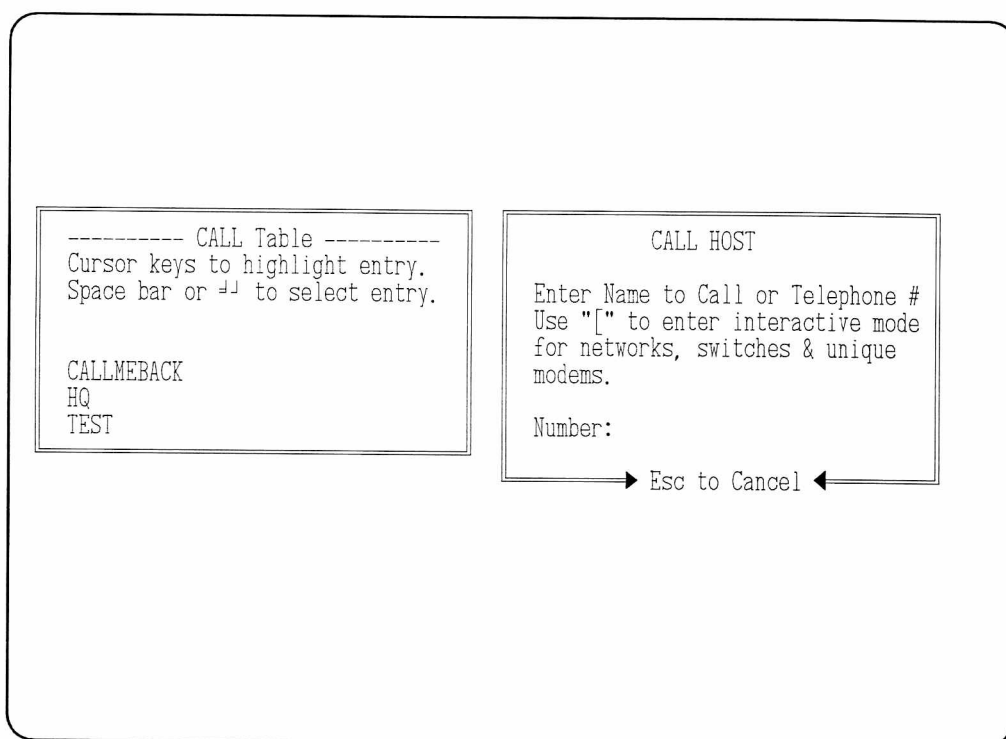 ---------- CALL Table ----------
Cursor keys to highlight entry.
Space bar or ╛┘ to select entry.
CALLMEBACK
HQ
TEST
CALL HOST
Enter Name to Call or Telephone #
Use "[" to enter interactive mode
for networks, switches & unique
modems.
Number:
Esc to Cancel